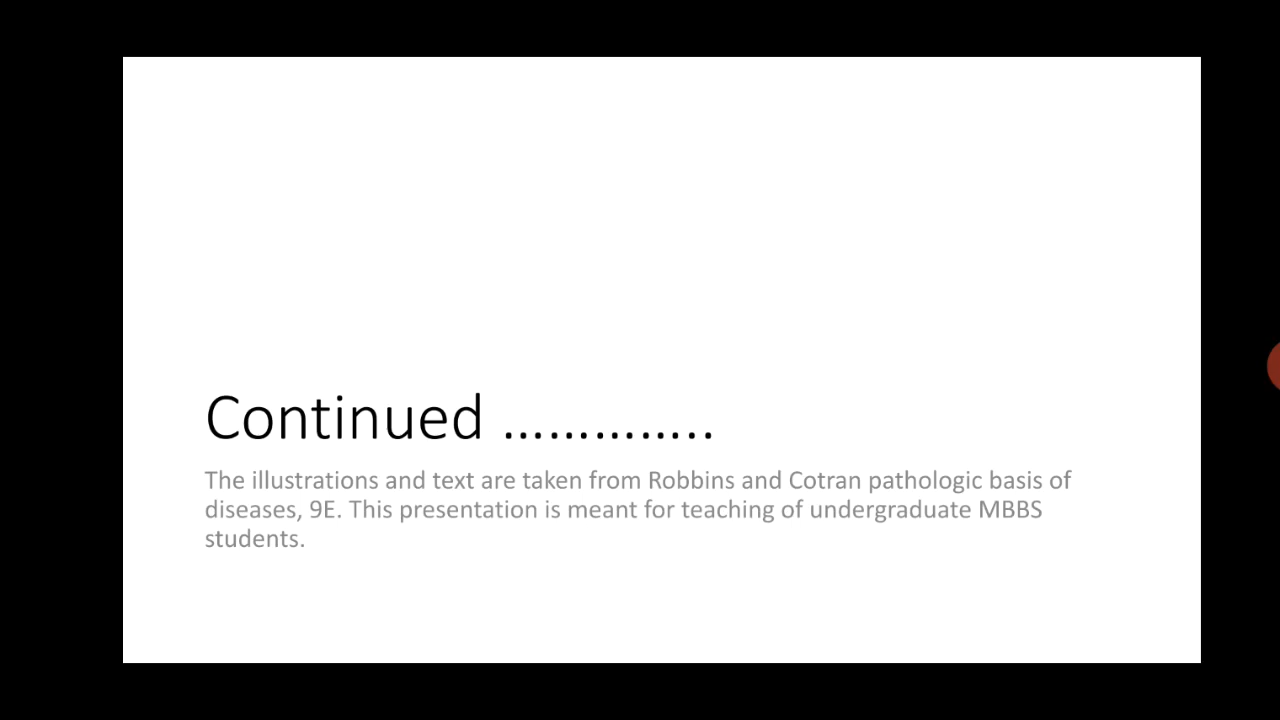 Continued …………..
The illustrations and text are taken from Robbins and Cotran pathologic basis of
diseases, 9E. This presentation is meant for teaching of undergraduate MBBS
students.